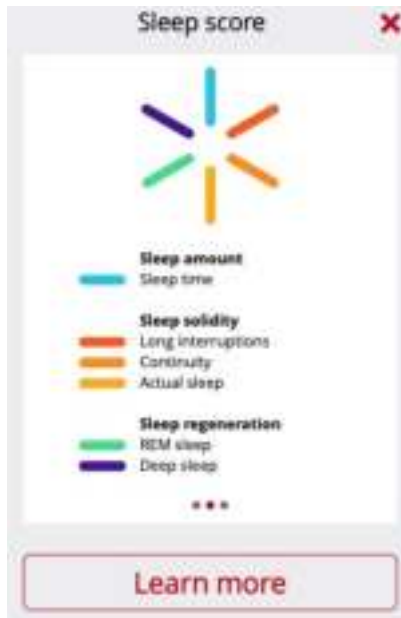 Sleep score
Sleep amount
Sleep time
Sleep solidity
Long interruptions
Continuity
Actual sleep
Sleep regeneration
REM sleep
Deep sleep
Learn more